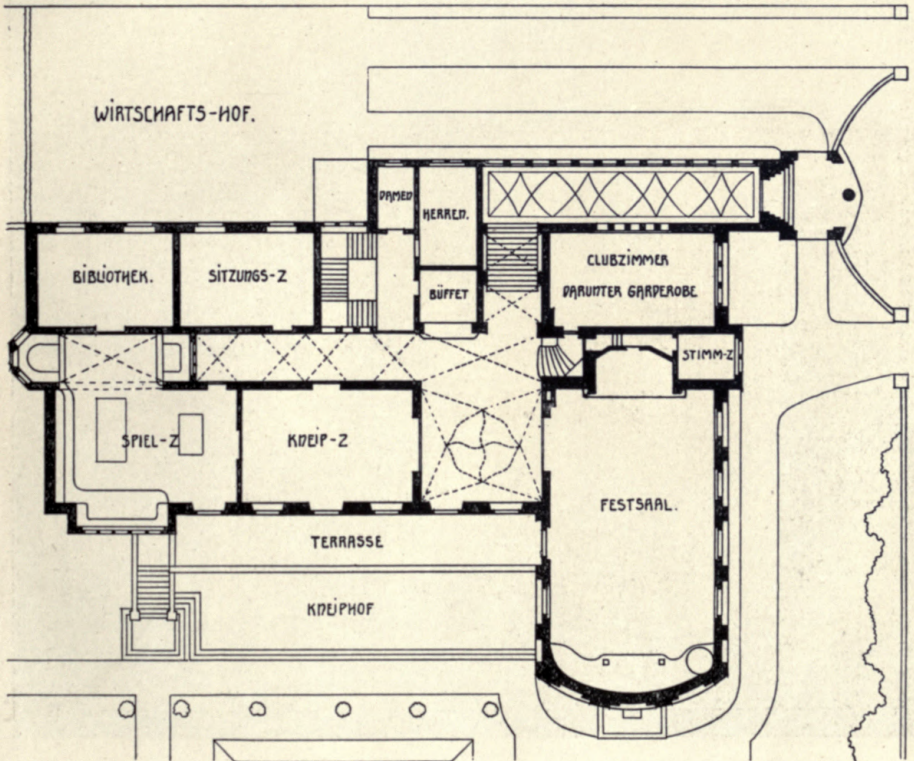 WIRTSCHAFTS-HOF.
DAMEN
HERREN.
BIBLIOTHEK.
SITZUNGS-Z
BÜFFET
CLUBZIMMER
DARUNTER GARDEROBE
STIMM-Z
SPIEL-Z
KNEIP-Z
FESTSAAL.
TERRASSE
KNEIPHOF